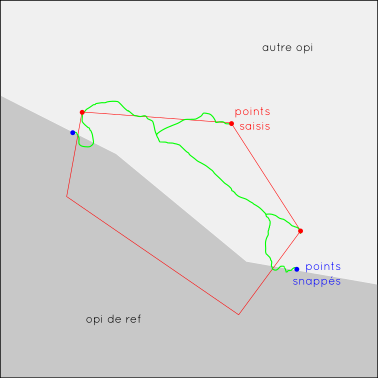 autre opi
points
saisis
points
snappés
opi de ref